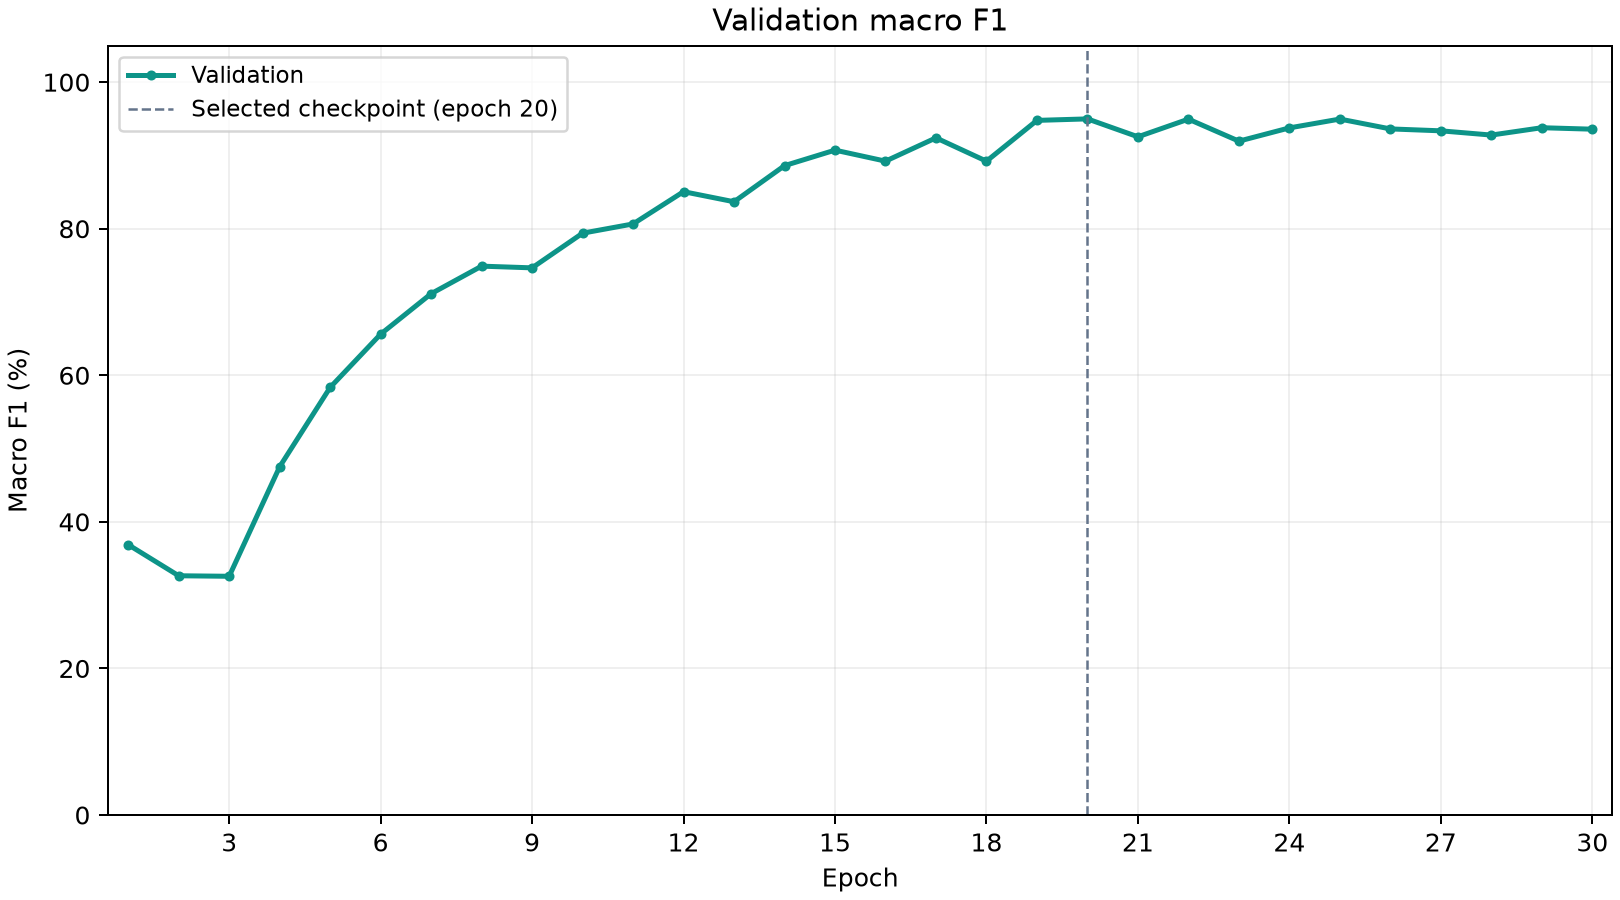 Validation macro F1
Validation
Selected checkpoint (epoch 20)
Macro F1 (%)
100
80
60
40
20
0
3 6 9 12 15 18 21 24 27 30
Epoch